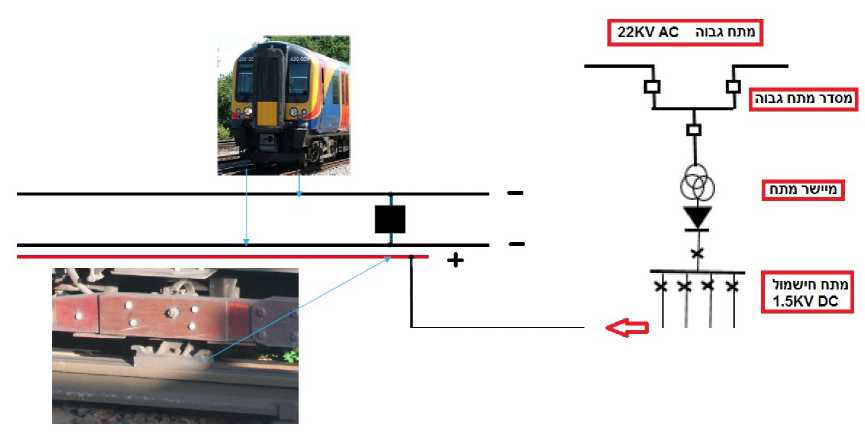 מתח גבוה 22KV AC
מסדר מתח גבוה
מיישר מתח
מתח חישמול
1.5KV DC
−
−
+